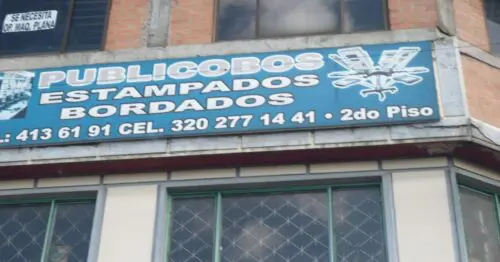 SE NECESITA
OP. MAQ. PLANA
PUBLICOBOS
ESTAMPADOS
BORDADOS
L: 413 61 91 CEL. 320 277 14 41 • 2do Piso